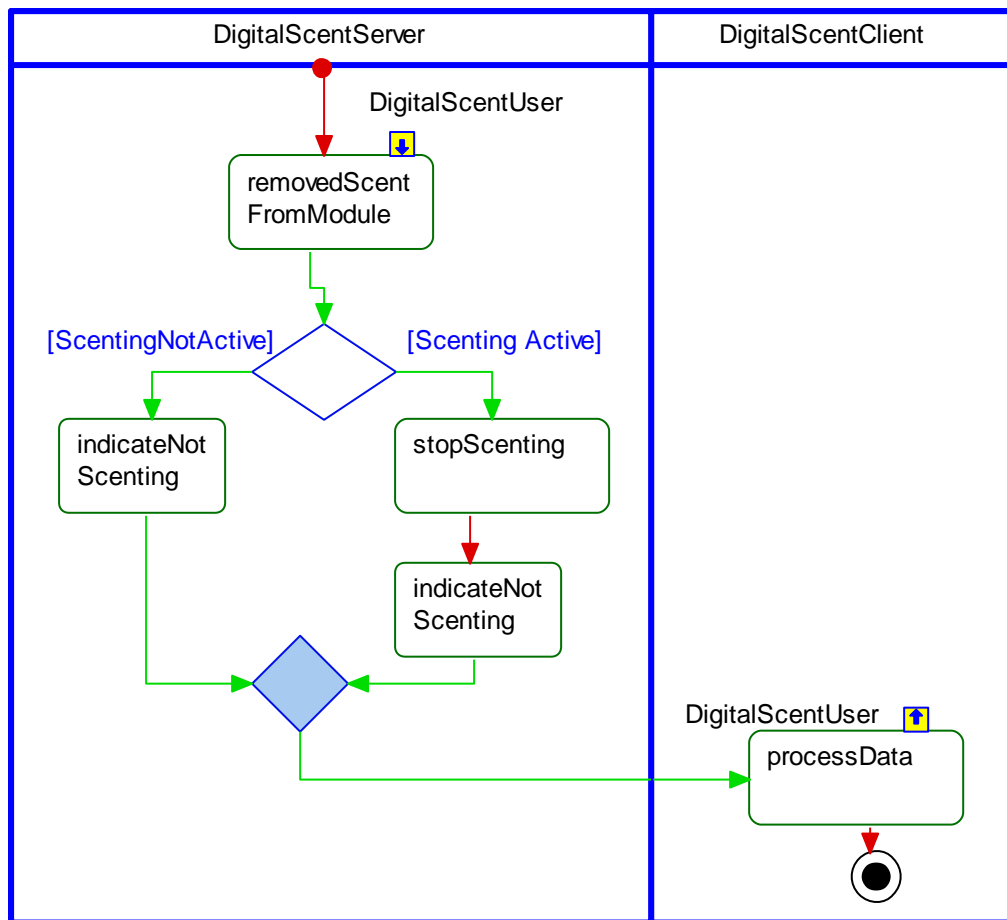 DigitalScentServer
DigitalScentClient
DigitalScentUser
removedScent
FromModule
[ScentingNotActive]
[Scenting Active]
indicateNot
Scenting
stopScenting
indicateNot
Scenting
DigitalScentUser
processData